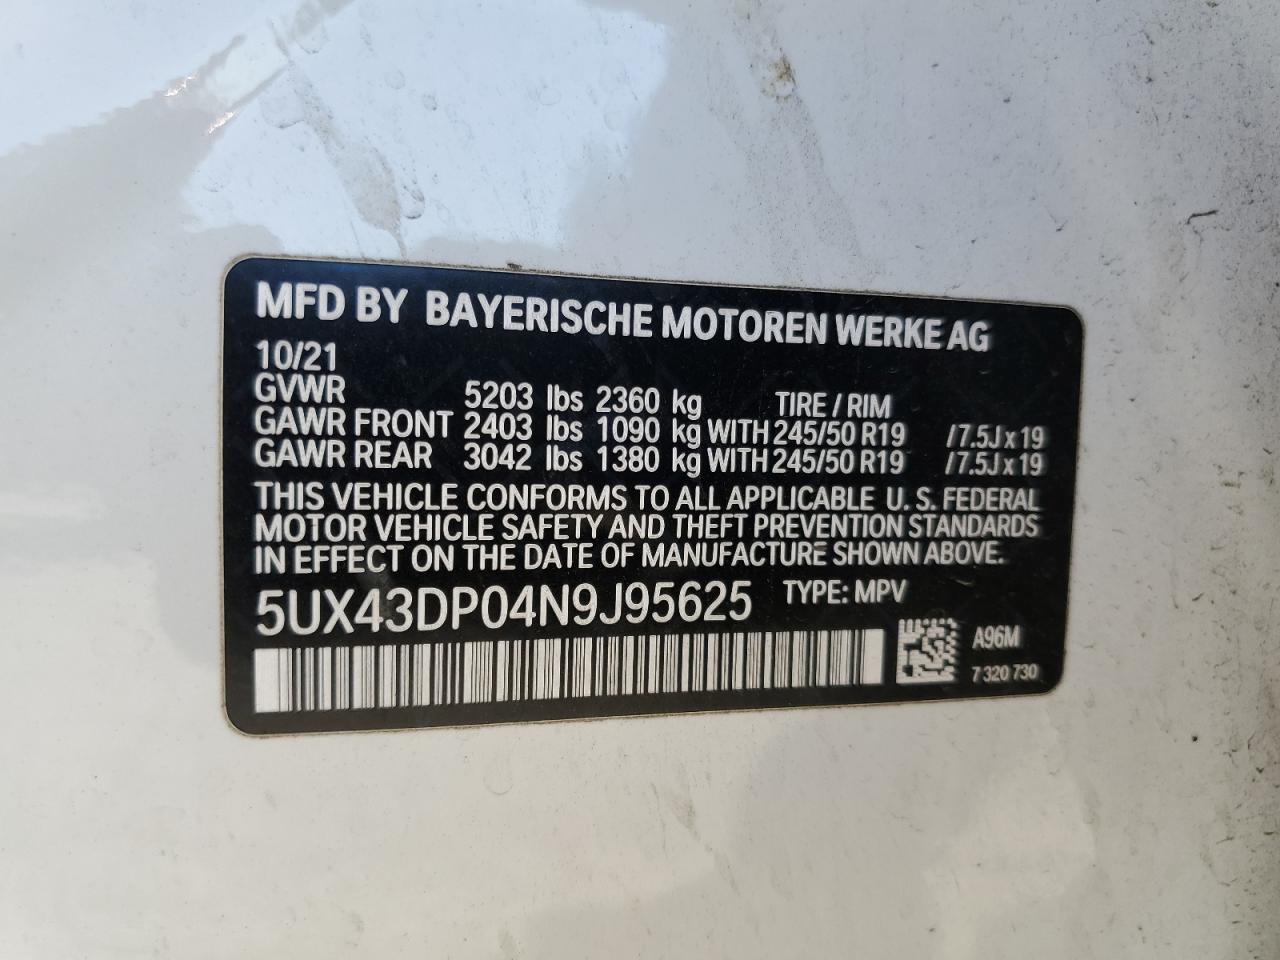 MFD BY BAYERISCHE MOTOREN WERKE AG
10/21
GVWR 5203 lbs 2360 kg TIRE / RIM
GAWR FRONT 2403 lbs 1090 kg WITH 245/50 R19 /7.5J x 19
GAWR REAR 3042 lbs 1380 kg WITH 245/50 R19 /7.5J x 19
THIS VEHICLE CONFORMS TO ALL APPLICABLE U. S. FEDERAL
MOTOR VEHICLE SAFETY AND THEFT PREVENTION STANDARDS
IN EFFECT ON THE DATE OF MANUFACTURE SHOWN ABOVE.
5UX43DP04N9J95625 TYPE: MPV
A96M
7 320 730